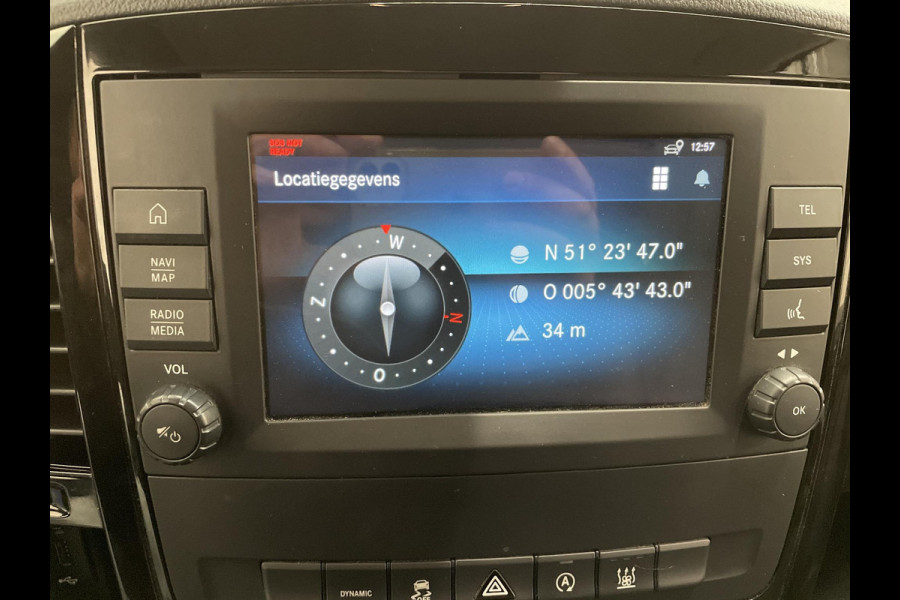 12:57
Locatiegegevens
W
N
O
Z
N 51° 23' 47.0"
O 005° 43' 43.0"
34 m
NAVI
MAP
RADIO
MEDIA
VOL
TEL
SYS
OK
DYNAMIC
OFF
A